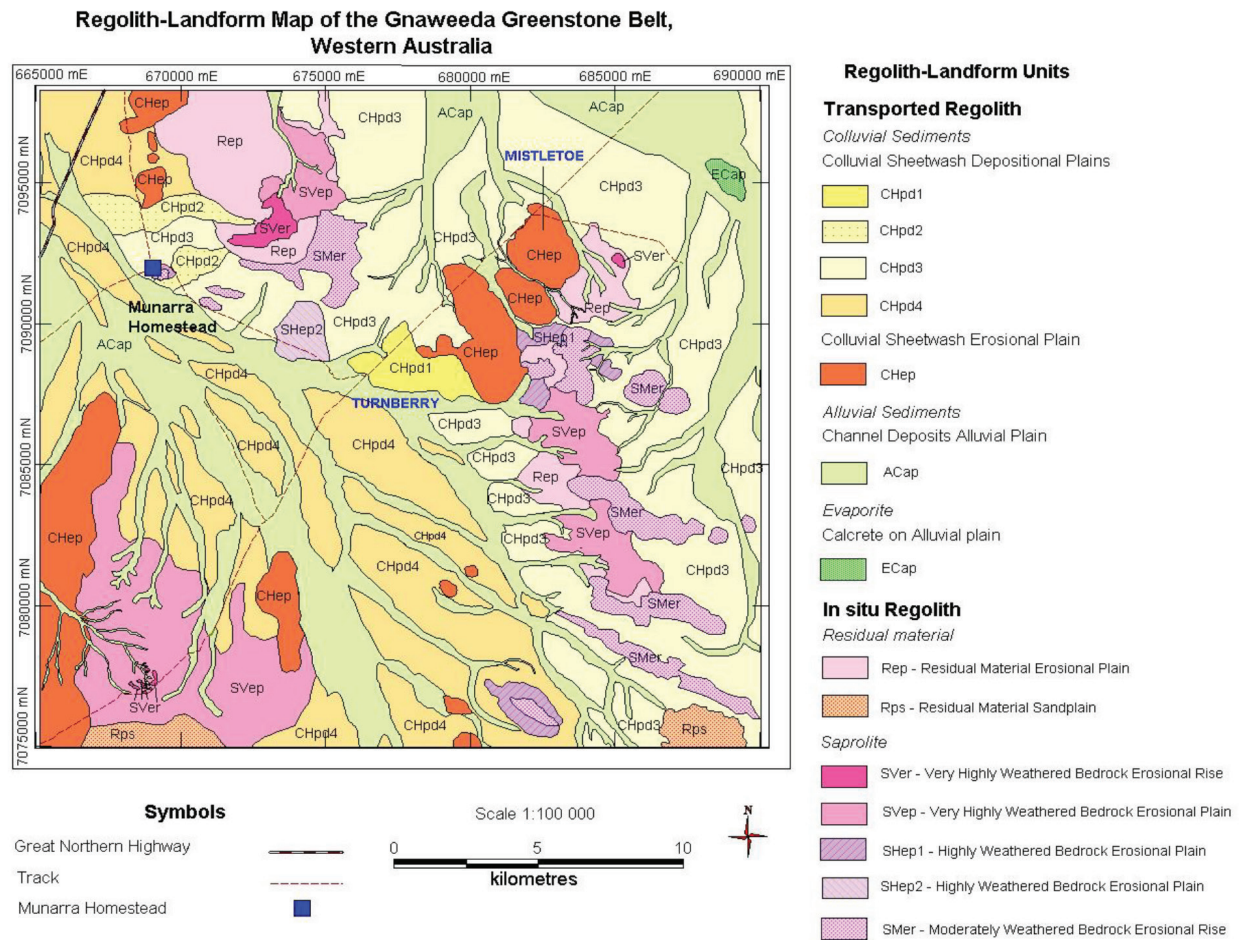 Regolith-Landform Map of the Gnaweeda Greenstone Belt,
Western Australia
665000 mE
670000 mE
675000 mE
680000 mE
685000 mE
690000 mE
7095000 mN
7090000 mN
7085000 mN
7080000 mN
7075000 mN
CHep
Rep
CHpd3
ACap
ACap
CHpd4
MISTLETOE
CHep
SVep
CHpd3
ECap
CHpd2
CHpd4
CHpd3
SVer
CHpd3
Rep
SMer
CHep
SVer
CHpd2
Munarra
Homestead
CHep
Rep
SHep2
CHpd3
SHep1
ACap
CHep
CHpd3
CHpd1
CHpd4
SMer
TURNBERRY
CHpd3
SVep
CHpd4
CHpd4
CHpd3
CHpd3
Rep
CHpd4
CHpd3
SMer
CHep
CHpd4
CHpd3
SVep
CHpd4
CHpd3
CHep
SMer
SMer
SVep
SVer
CHpd4
CHpd4
CHpd3
Rps
Rps
Regolith-Landform Units
Transported Regolith
Colluvial Sediments
Colluvial Sheetwash Depositional Plains
CHpd1
CHpd2
CHpd3
CHpd4
Colluvial Sheetwash Erosional Plain
CHep
Alluvial Sediments
Channel Deposits Alluvial Plain
ACap
Evaporite
Calcrete on Alluvial plain
ECap
In situ Regolith
Residual material
Rep - Residual Material Erosional Plain
Rps - Residual Material Sandplain
Saprolite
SVer - Very Highly Weathered Bedrock Erosional Rise
SVep - Very Highly Weathered Bedrock Erosional Plain
SHep1 - Highly Weathered Bedrock Erosional Plain
SHep2 - Highly Weathered Bedrock Erosional Plain
SMer - Moderately Weathered Bedrock Erosional Rise
Symbols
Great Northern Highway
Track
Munarra Homestead
Scale 1:100 000
0
5
10
kilometres
N